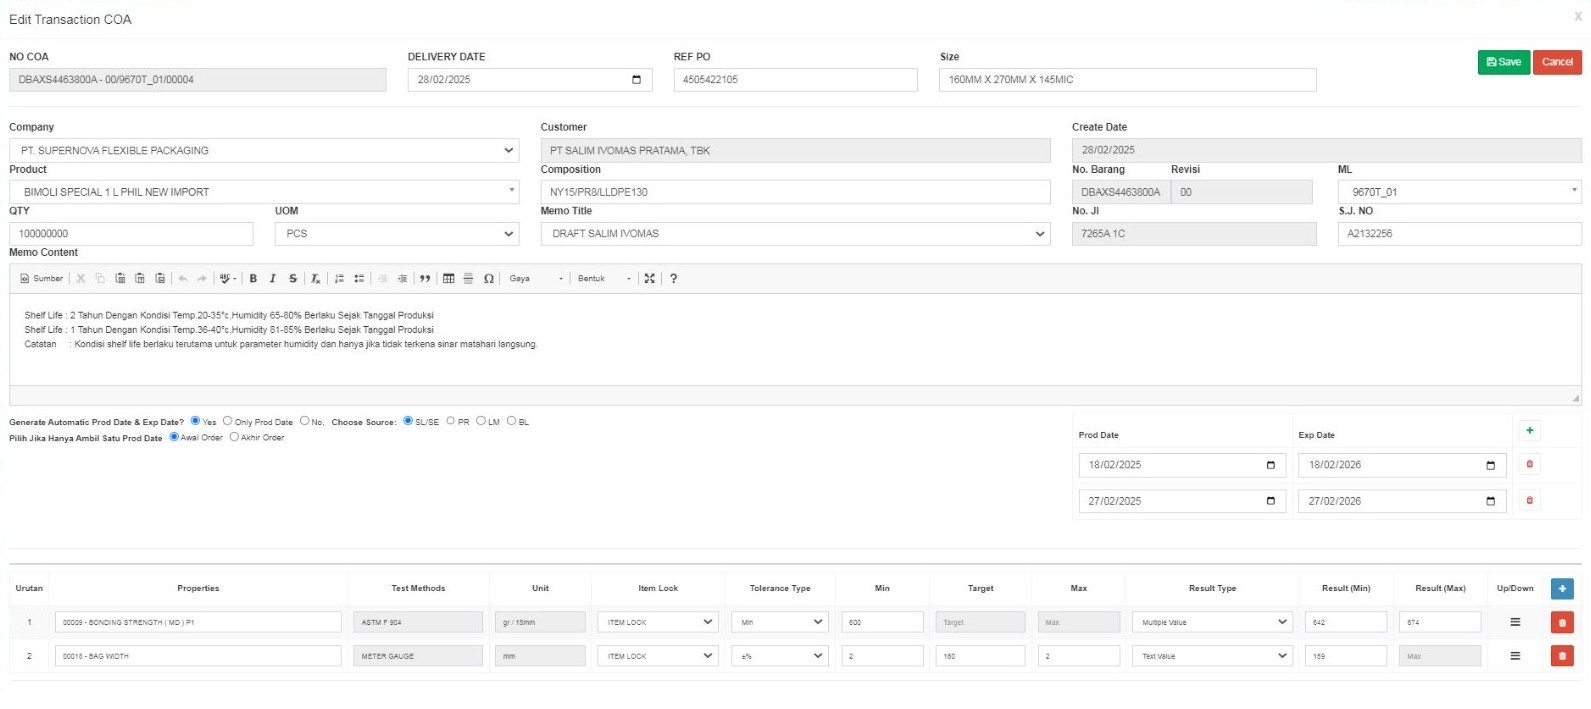 Edit Transaction COA
X
NO COA DELIVERY DATE REF PO Size
Save Cancel
DBAXS4463800A - 00/9670T_01/00004 28/02/2025 4505422105 160MM X 270MM X 145MIC
Company Customer Create Date
PT. SUPERNOVA FLEXIBLE PACKAGING PT SALIM IVOMAS PRATAMA, TBK 28/02/2025
Product Composition No. Barang Revisi ML
BIMOLI SPECIAL 1 L PHIL NEW IMPORT NY15/PR8/LLDPE130 DBAXS4463800A 00 9670T_01
QTY UOM Memo Title No. JI S.J. NO
100000000 PCS DRAFT SALIM IVOMAS 7265A 1C A2132256
Memo Content
Sumber B I S Ω Gaya Bentuk ?
Shelf Life : 2 Tahun Dengan Kondisi Temp.20-35°c,Humidity 65-80% Berlaku Sejak Tanggal Produksi
Shelf Life : 1 Tahun Dengan Kondisi Temp.36-40°c,Humidity 81-85% Berlaku Sejak Tanggal Produksi
Catatan : Kondisi shelf life berlaku terutama untuk parameter humidity dan hanya jika tidak terkena sinar matahari langsung.
Generate Automatic Prod Date & Exp Date? Yes Only Prod Date No, Choose Source: SL/SE PR LM BL
Pilih Jika Hanya Ambil Satu Prod Date Awal Order Akhir Order
Prod Date Exp Date +
18/02/2025 18/02/2026
27/02/2025 27/02/2026
Urutan Properties Test Methods Unit Item Lock Tolerance Type Min Target Max Result Type Result (Min) Result (Max) Up/Down +
1 00009 - BONDING STRENGTH ( MD ) P1 ASTM F 904 gr / 15mm ITEM LOCK Min 600 Target Max Multiple Value 642 674
2 00018 - BAG WIDTH METER GAUGE mm ITEM LOCK ±% 2 160 2 Text Value 159 Max